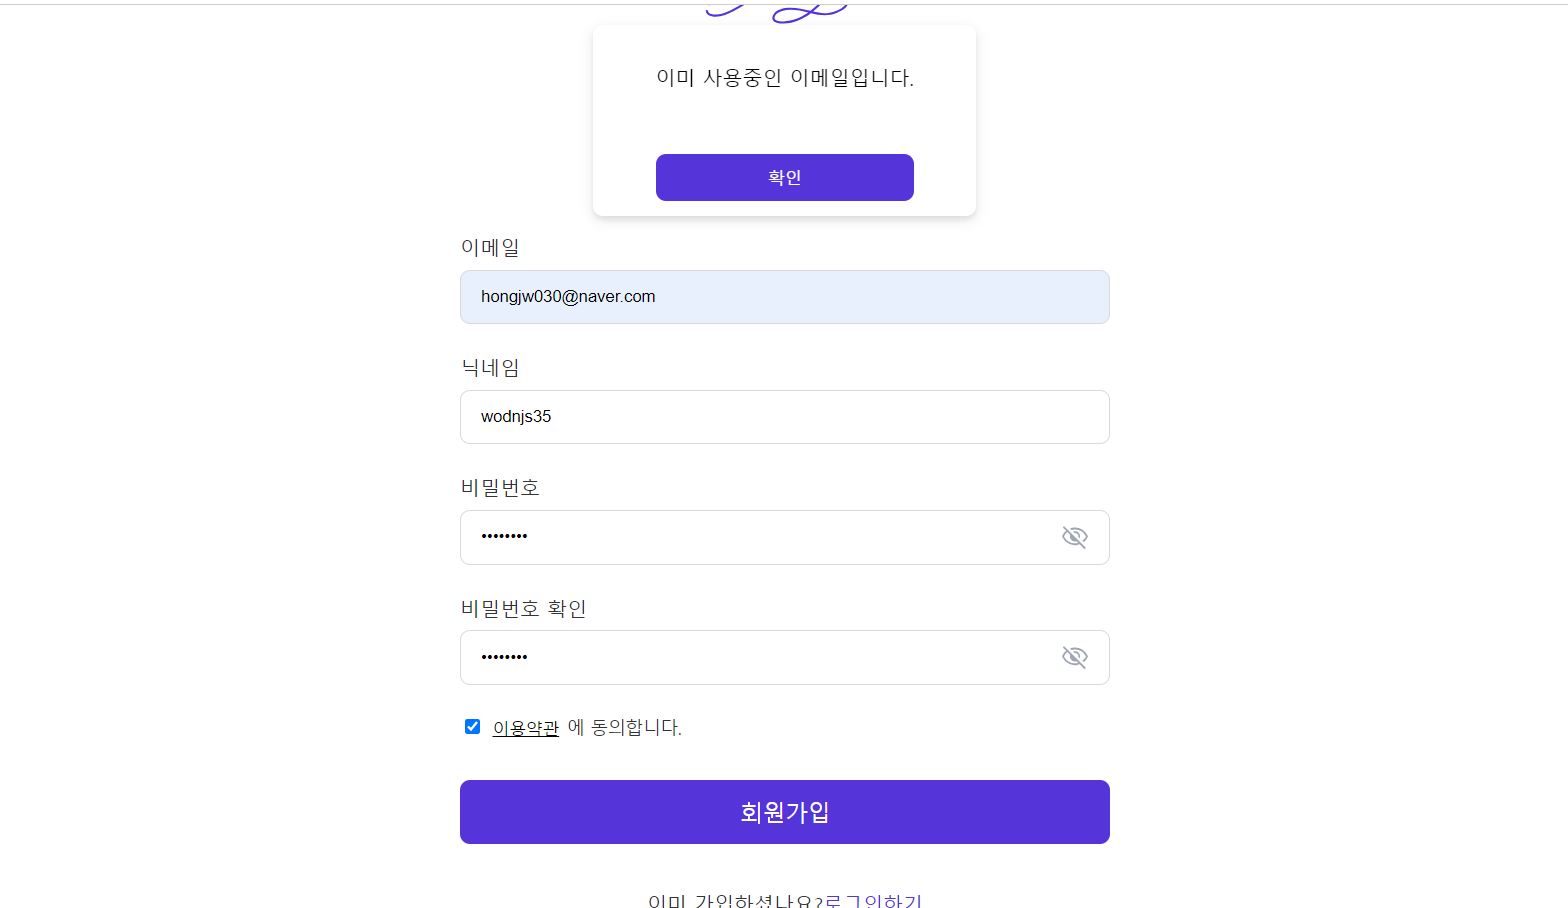 이미 사용중인 이메일입니다.
확인
이메일
hongjw030@naver.com
닉네임
wodnjs35
비밀번호
••••••••
비밀번호 확인
••••••••
이용약관 에 동의합니다.
회원가입
이미 가입하셨나요?로그인하기